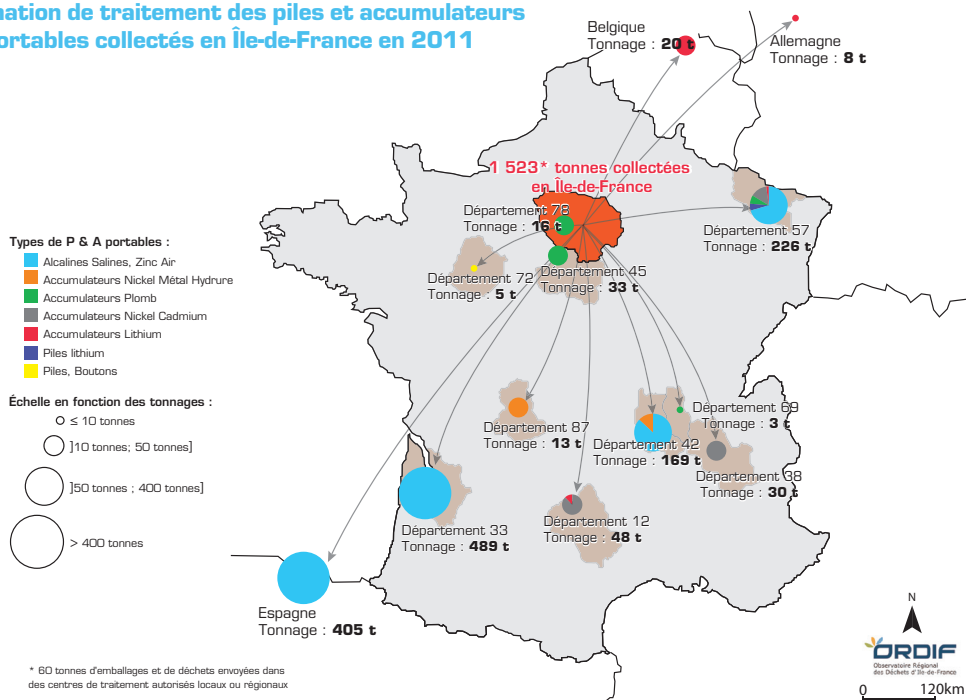 nation de traitement des piles et accumulateurs
ortables collectés en Île-de-France en 2011
Belgique
Tonnage : 20 t
Allemagne
Tonnage : 8 t
1 523* tonnes collectées
en Île-de-France
Département 78
Tonnage : 16 t
Département 57
Tonnage : 226 t
Département 72
Tonnage : 5 t
Département 45
Tonnage : 33 t
Types de P & A portables :
Alcalines Salines, Zinc Air
Accumulateurs Nickel Métal Hydrure
Accumulateurs Plomb
Accumulateurs Nickel Cadmium
Accumulateurs Lithium
Piles lithium
Piles, Boutons
Échelle en fonction des tonnages :
≤ 10 tonnes
]10 tonnes; 50 tonnes]
]50 tonnes ; 400 tonnes]
> 400 tonnes
Département 87
Tonnage : 13 t
Département 69
Tonnage : 3 t
Département 42
Tonnage : 169 t
Département 38
Tonnage : 30 t
Département 12
Tonnage : 48 t
Département 33
Tonnage : 489 t
Espagne
Tonnage : 405 t
* 60 tonnes d'emballages et de déchets envoyées dans
des centres de traitement autorisés locaux ou régionaux
N
ORDIF
Observatoire Régional
des Déchets d'Ile-de-France
0 120km